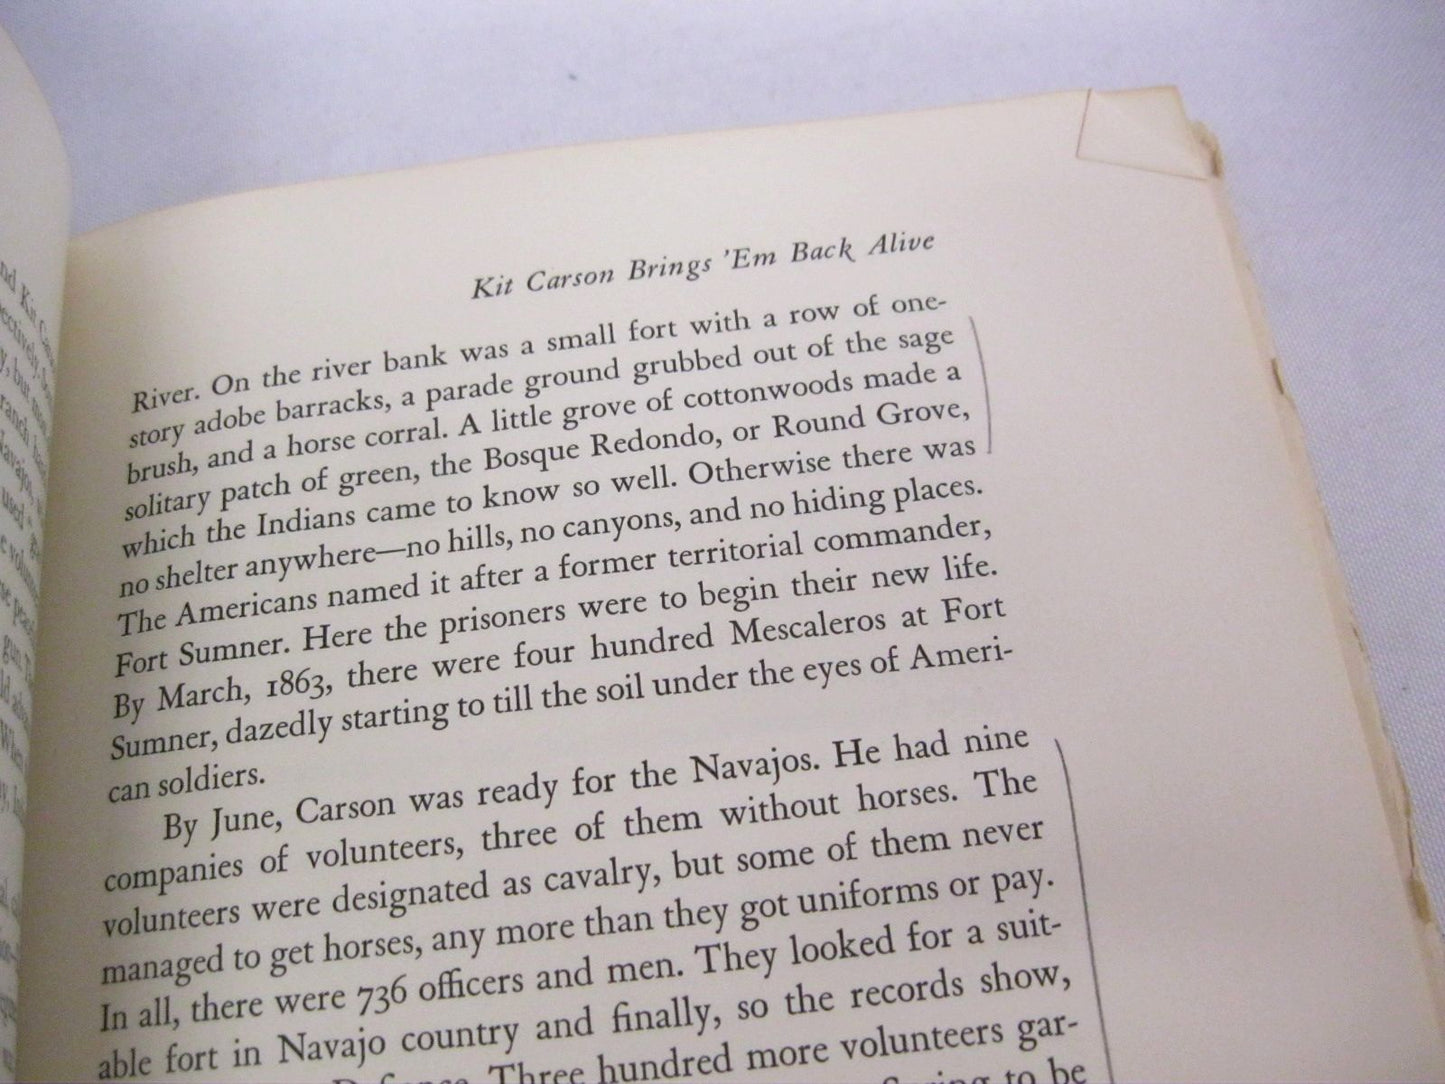 Kit Carson Brings 'Em Back Alive
River. On the river bank was a small fort with a row of one-
story adobe barracks, a parade ground grubbed out of the sage
brush, and a horse corral. A little grove of cottonwoods made a
solitary patch of green, the Bosque Redondo, or Round Grove,
which the Indians came to know so well. Otherwise there was
no shelter anywhere—no hills, no canyons, and no hiding places.
The Americans named it after a former territorial commander,
Fort Sumner. Here the prisoners were to begin their new life.
By March, 1863, there were four hundred Mescaleros at Fort
Sumner, dazedly starting to till the soil under the eyes of Ameri-
can soldiers.
By June, Carson was ready for the Navajos. He had nine
companies of volunteers, three of them without horses. The
volunteers were designated as cavalry, but some of them never
managed to get horses, any more than they got uniforms or pay.
In all, there were 736 officers and men. They looked for a suit-
able fort in Navajo country and finally, so the records show,
Three hundred more volunteers gar-
to be